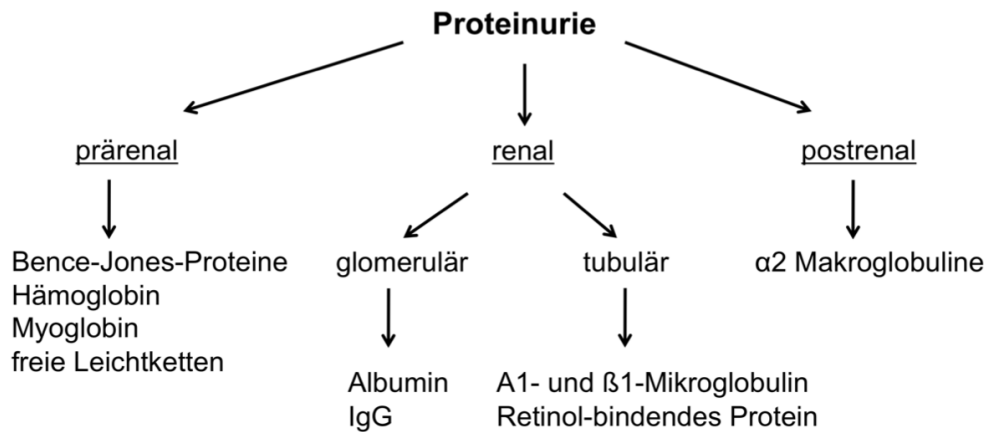 Proteinurie
prärenal
renal
postrenal
Bence-Jones-Proteine
Hämoglobin
Myoglobin
freie Leichtketten
glomerulär
tubulär
α2 Makroglobuline
Albumin
IgG
A1- und ß1-Mikroglobulin
Retinol-bindendes Protein